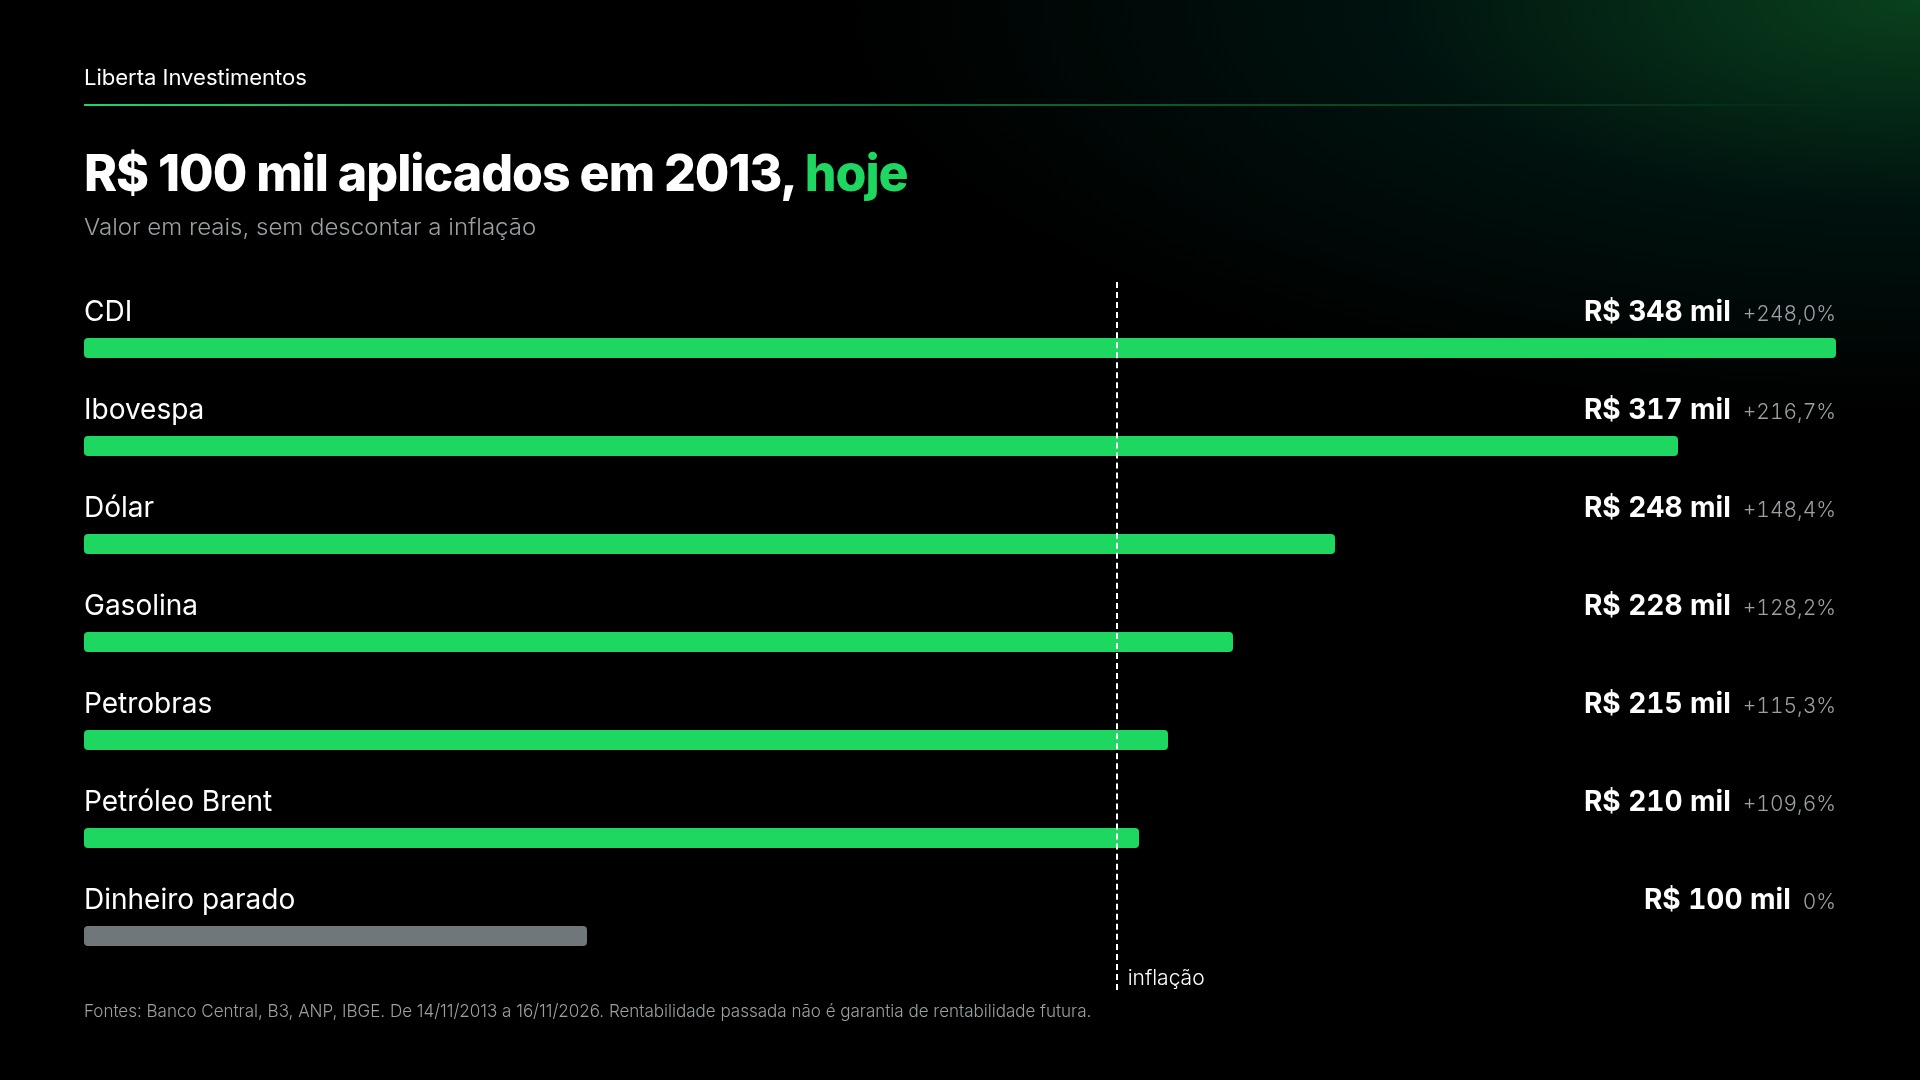 Liberta Investimentos
R$ 100 mil aplicados em 2013, hoje
Valor em reais, sem descontar a inflação
CDI R$ 348 mil +248,0%
Ibovespa R$ 317 mil +216,7%
Dólar R$ 248 mil +148,4%
Gasolina R$ 228 mil +128,2%
Petrobras R$ 215 mil +115,3%
Petróleo Brent R$ 210 mil +109,6%
Dinheiro parado R$ 100 mil 0%
inflação
Fontes: Banco Central, B3, ANP, IBGE. De 14/11/2013 a 16/11/2026. Rentabilidade passada não é garantia de rentabilidade futura.